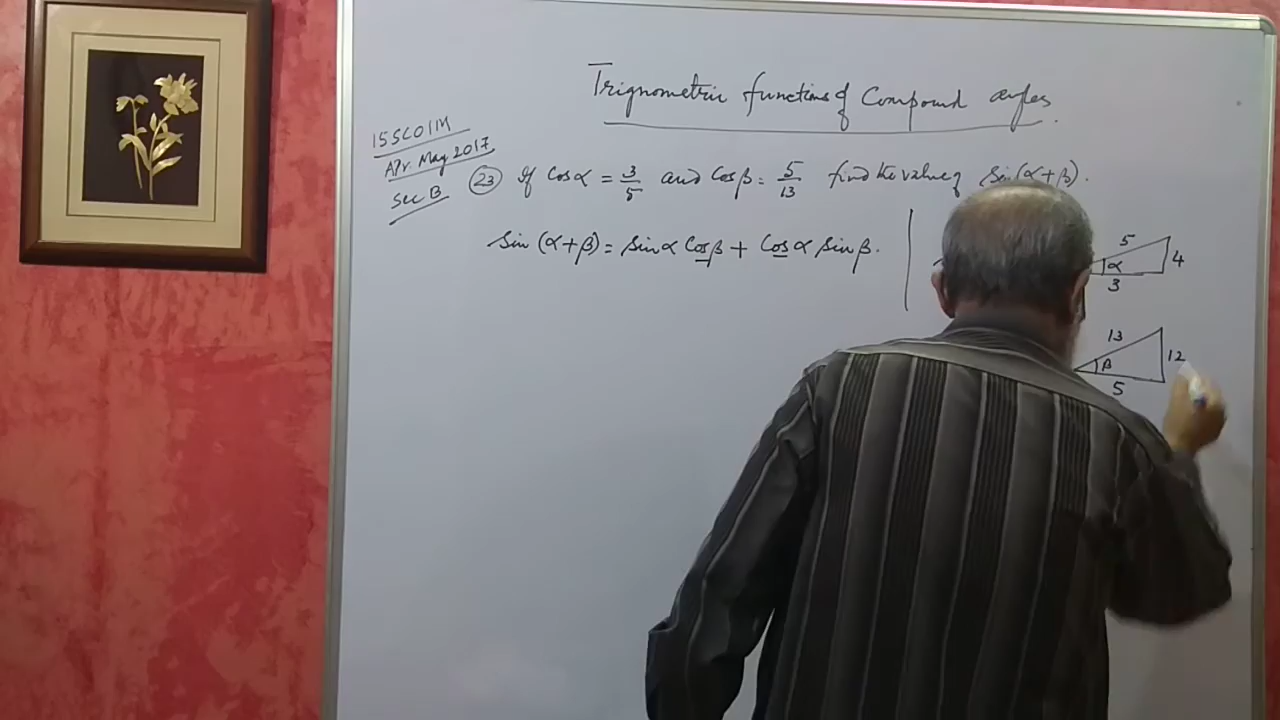 Trignometric functions of Compound angles.
15SC01M
Apr. May 2017
Sec B
23 If Cos α = 3/5 and Cos β = 5/13 find the value of Sin (α + β).
Sin (α + β) = Sin α Cos β + Cos α Sin β.
5
α
4
3
13
β
12
5